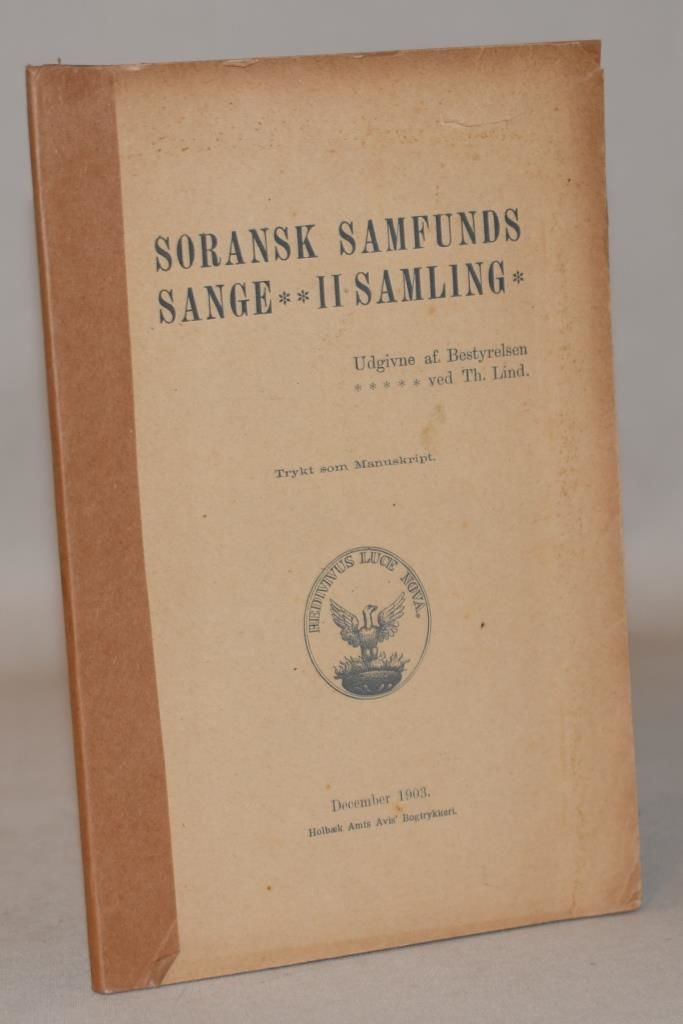 SORANSK SAMFUNDS
SANGE ** II SAMLING *
Udgivne af. Bestyrelsen
* * * * * ved Th. Lind.
Trykt som Manuskript.
REDIVIVUS LUCE NOVA.
December 1903.
Holbæk Amts Avis' Bogtrykkeri.